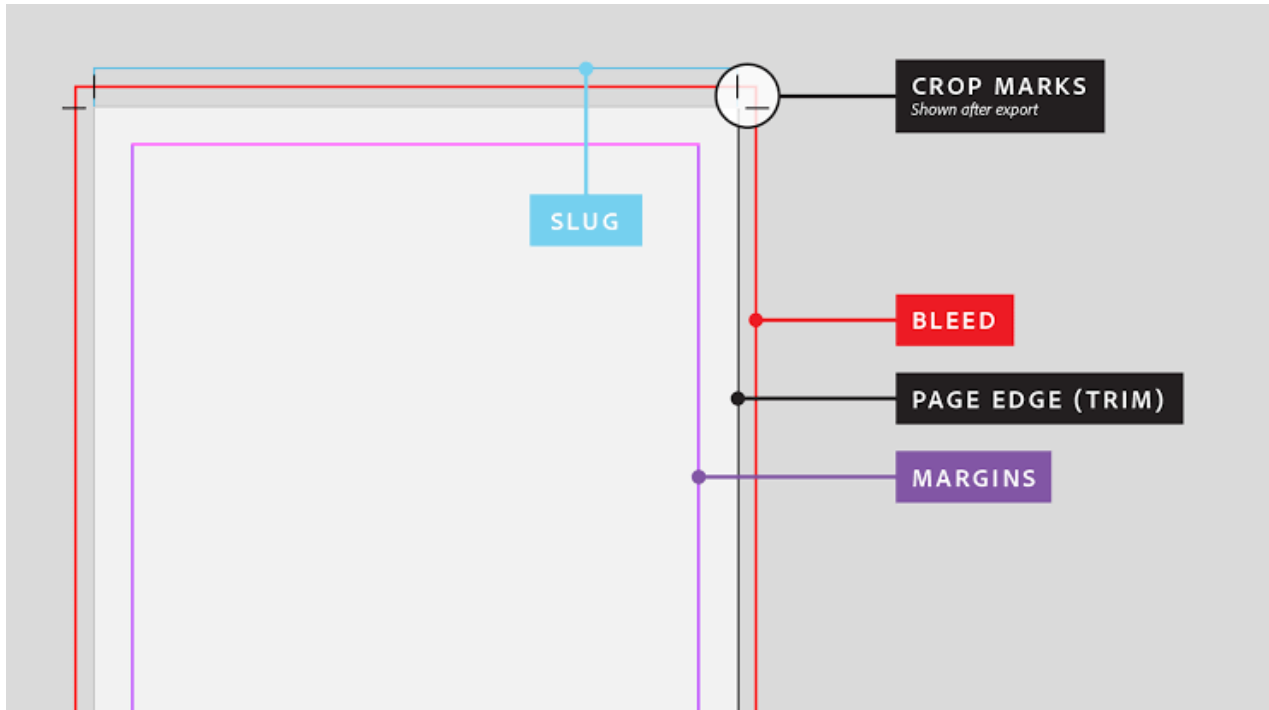 CROP MARKS
Shown after export
SLUG
BLEED
PAGE EDGE (TRIM)
MARGINS